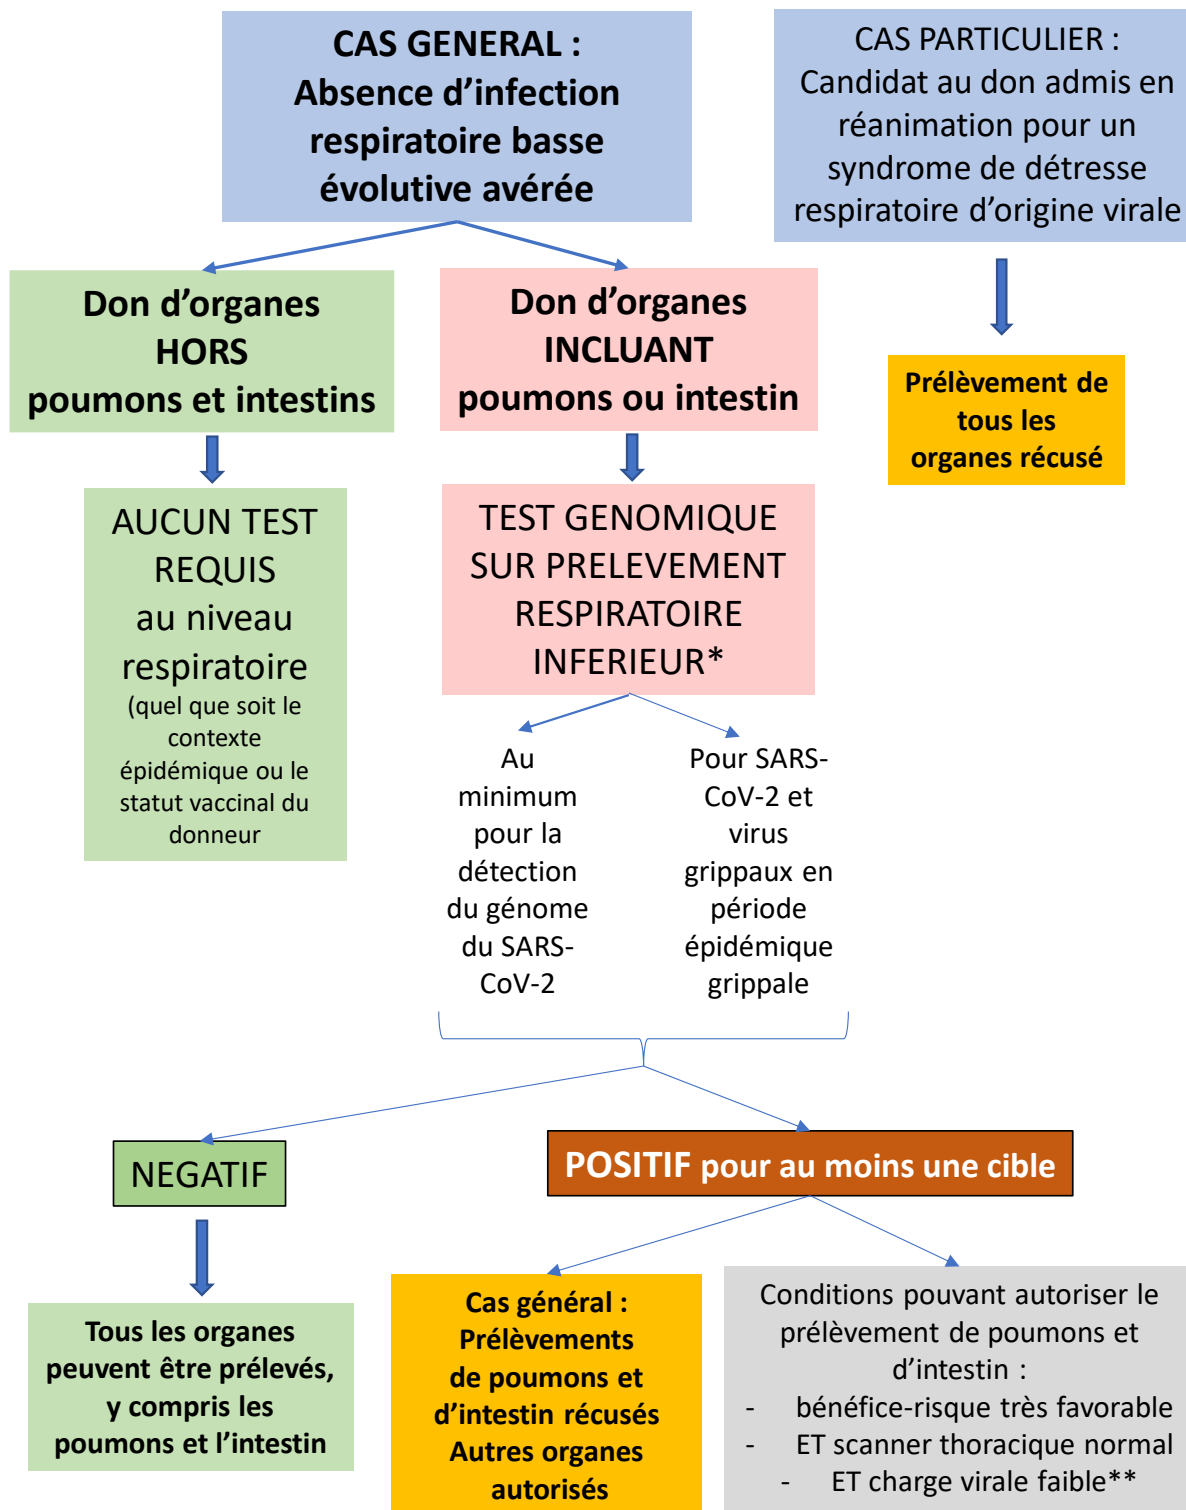 CAS GENERAL :
Absence d’infection
respiratoire basse
évolutive avérée
CAS PARTICULIER :
Candidat au don admis en
réanimation pour un
syndrome de détresse
respiratoire d’origine virale
Don d’organes
HORS
poumons et intestins
Don d’organes
INCLUANT
poumons ou intestin
Prélèvement de
tous les
organes récusé
AUCUN TEST
REQUIS
au niveau
respiratoire
(quel que soit le
contexte
épidémique ou le
statut vaccinal du
donneur
TEST GENOMIQUE
SUR PRELEVEMENT
RESPIRATOIRE
INFERIEUR*
Au
minimum
pour la
détection
du génome
du SARS-
CoV-2
Pour SARS-
CoV-2 et
virus
grippaux en
période
épidémique
grippale
NEGATIF
POSITIF pour au moins une cible
Tous les organes
peuvent être prélevés,
y compris les
poumons et l’intestin
Cas général :
Prélèvements
de poumons et
d’intestin récusés
Autres organes
autorisés
Conditions pouvant autoriser le
prélèvement de poumons et
d’intestin :
- bénéfice-risque très favorable
- ET scanner thoracique normal
- ET charge virale faible**